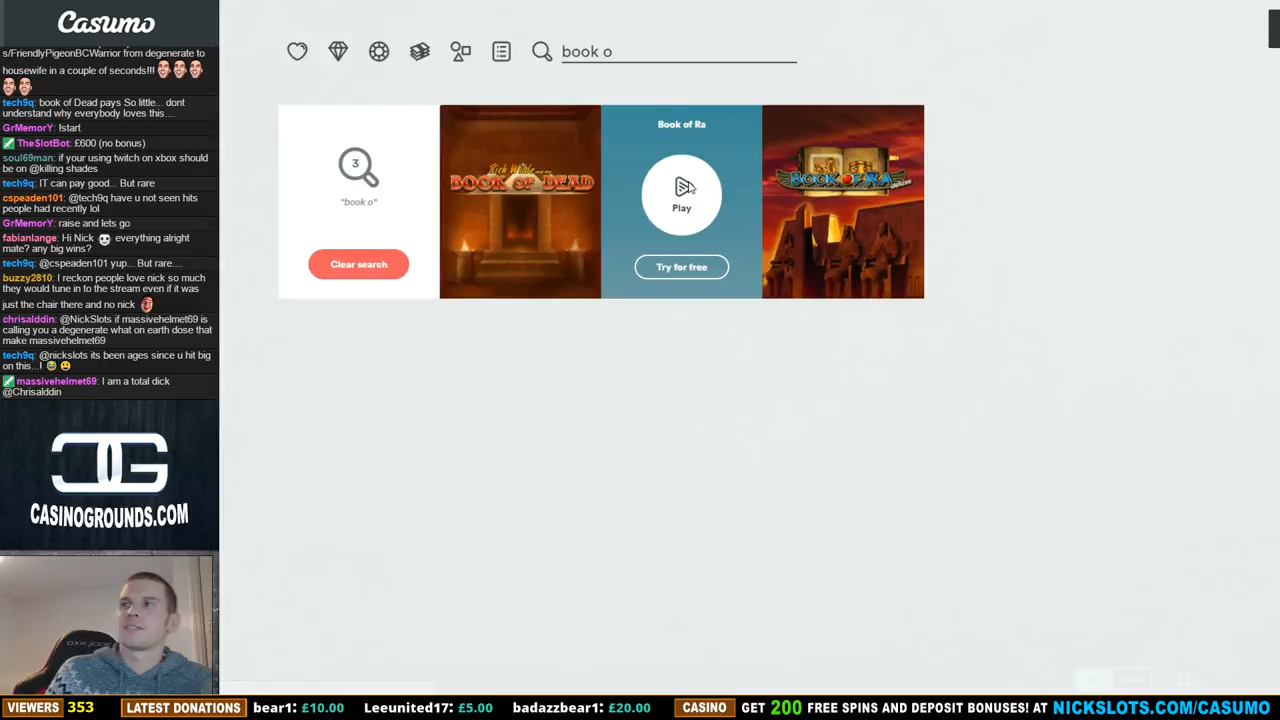 Casumo
s/FriendlyPigeonBCWarrior from degenerate to
housewife in a couple of seconds!!!
tech9q: book of Dead pays So little... dont
understand why everybody loves this....
GrMemorY: !start
TheSlotBot: £600 (no bonus)
soul69man: if your using twitch on xbox should
be on @killing shades
tech9q: IT can pay good... But rare
cspeaden101: @tech9q have u not seen hits
people had recently lol
GrMemorY: raise and lets go
fabianlange: Hi Nick everything alright
mate? any big wins?
tech9q: @cspeaden101 yup... But rare....
buzzy2810: I reckon people love nick so much
they would tune in to the stream even if it was
just the chair there and no nick
chrisalddin: @NickSlots if massivehelmet69 is
calling you a degenerate what on earth dose that
make massivehelmet69
tech9q: @nickslots its been ages since u hit big
on this...!
massivehelmet69: I am a total dick
@Chrisalddin
CASINOGROUNDS.COM
book o
3
"book o"
Clear search
Rich Wilde and the
BOOK OF DEAD
Book of Ra
Play
Try for free
BOOK OF RA
deluxe
VIEWERS 353 LATEST DONATIONS bear1: £10.00 Leeunited17: £5.00 badazzbear1: £20.00 CASINO GET 200 FREE SPINS AND DEPOSIT BONUSES! AT NICKSLOTS.COM/CASUMO